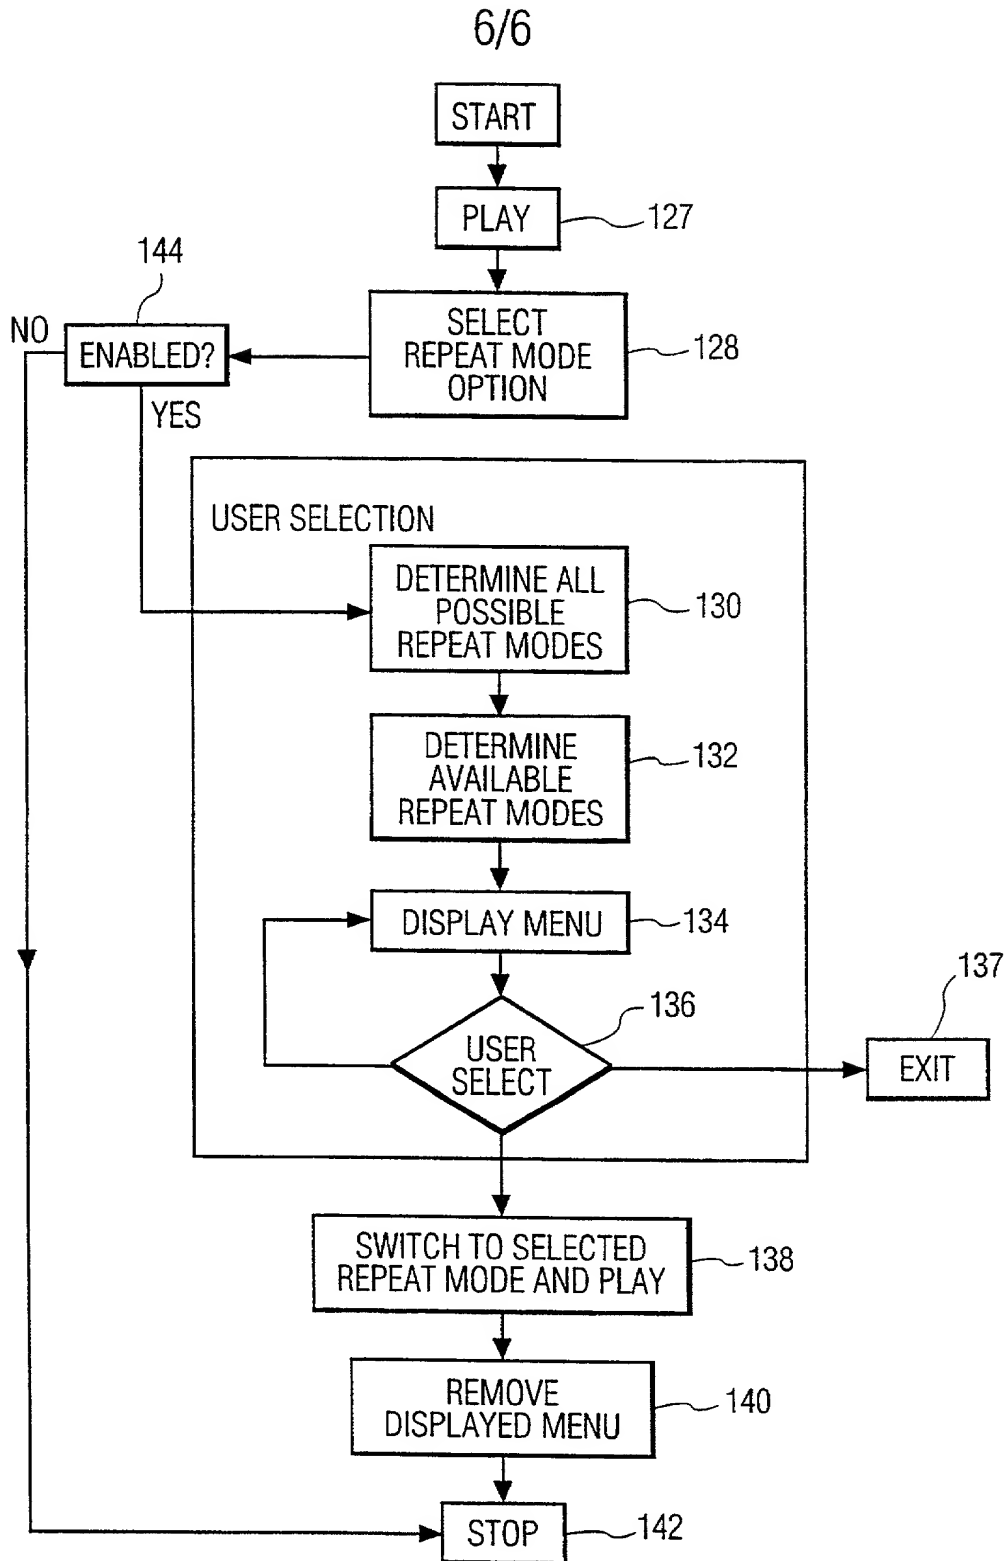 6/6
START
PLAY
127
144
NO
ENABLED?
YES
SELECT
REPEAT MODE
OPTION
128
USER SELECTION
DETERMINE ALL
POSSIBLE
REPEAT MODES
130
DETERMINE
AVAILABLE
REPEAT MODES
132
DISPLAY MENU
134
136
USER
SELECT
137
EXIT
SWITCH TO SELECTED
REPEAT MODE AND PLAY
138
REMOVE
DISPLAYED MENU
140
STOP
142